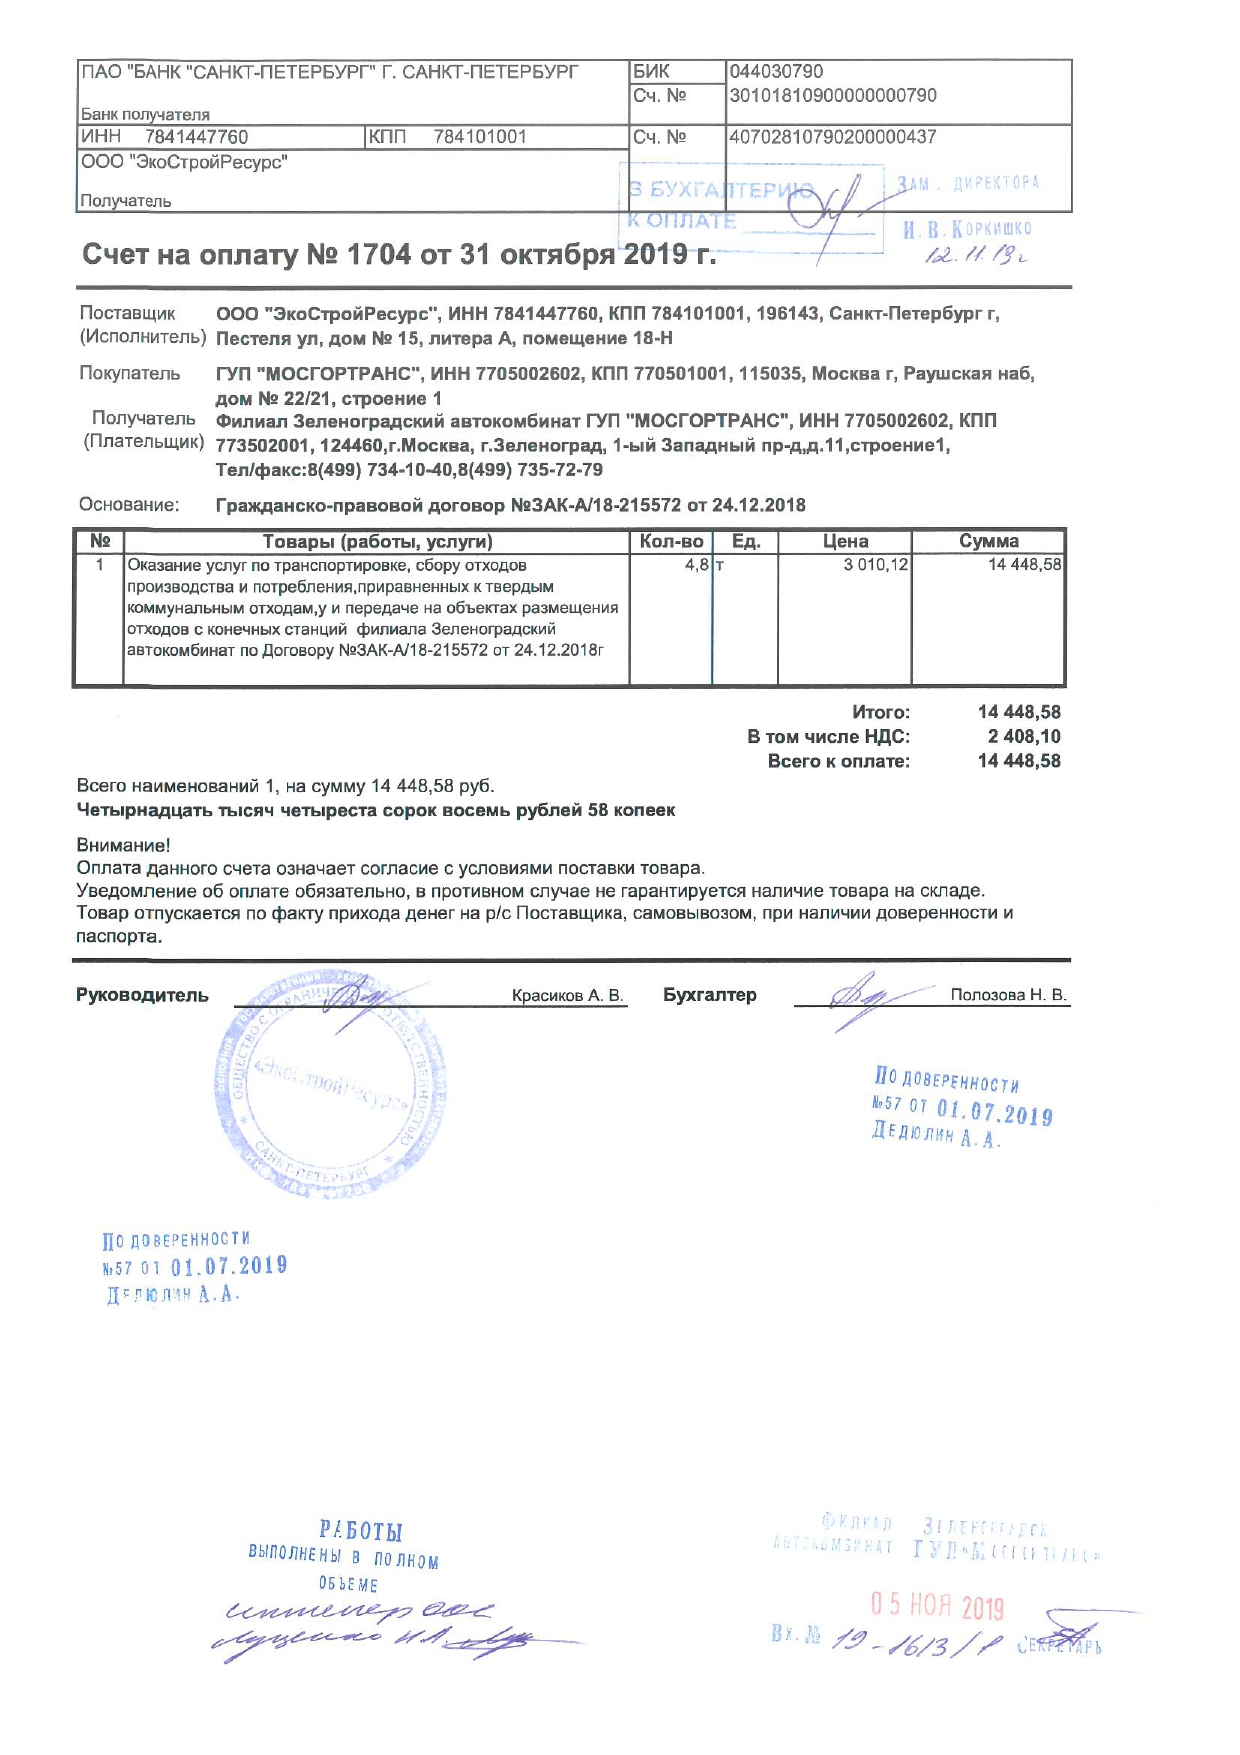 ПАО "БАНК "САНКТ-ПЕТЕРБУРГ" Г. САНКТ-ПЕТЕРБУРГ БИК 044030790
Сч. № 30101810900000000790
Банк получателя
ИНН 7841447760 КПП 784101001 Сч. № 40702810790200000437
ООО "ЭкоСтройРесурс"
Получатель
В БУХГАЛТЕРИЮ
К ОПЛАТЕ
ЗАМ. ДИРЕКТОРА
И.В.КОРКИШКО
12.11.19г
Счет на оплату № 1704 от 31 октября 2019 г.
Поставщик ООО "ЭкоСтройРесурс", ИНН 7841447760, КПП 784101001, 196143, Санкт-Петербург г,
(Исполнитель) Пестеля ул, дом № 15, литера А, помещение 18-Н
Покупатель ГУП "МОСГОРТРАНС", ИНН 7705002602, КПП 770501001, 115035, Москва г, Раушская наб,
дом № 22/21, строение 1
Получатель Филиал Зеленоградский автокомбинат ГУП "МОСГОРТРАНС", ИНН 7705002602, КПП
(Плательщик) 773502001, 124460,г.Москва, г.Зеленоград, 1-ый Западный пр-д,д.11,строение1,
Тел/факс:8(499) 734-10-40,8(499) 735-72-79
Основание: Гражданско-правовой договор №ЗАК-А/18-215572 от 24.12.2018
№ Товары (работы, услуги) Кол-во Ед. Цена Сумма
1 Оказание услуг по транспортировке, сбору отходов 4,8 т 3 010,12 14 448,58
производства и потребления,приравненных к твердым
коммунальным отходам,у и передаче на объектах размещения
отходов с конечных станций филиала Зеленоградский
автокомбинат по Договору №ЗАК-А/18-215572 от 24.12.2018г
Итого: 14 448,58
В том числе НДС: 2 408,10
Всего к оплате: 14 448,58
Всего наименований 1, на сумму 14 448,58 руб.
Четырнадцать тысяч четыреста сорок восемь рублей 58 копеек
Внимание!
Оплата данного счета означает согласие с условиями поставки товара.
Уведомление об оплате обязательно, в противном случае не гарантируется наличие товара на складе.
Товар отпускается по факту прихода денег на р/с Поставщика, самовывозом, при наличии доверенности и
паспорта.
Руководитель Красиков А. В. Бухгалтер Полозова Н. В.
ОБЩЕСТВО С ОГРАНИЧЕННОЙ ОТВЕТСТВЕННОСТЬЮ
«ЭкоСтройРесурс»
* САНКТ-ПЕТЕРБУРГ *
ПО ДОВЕРЕННОСТИ
№57 ОТ 01.07.2019
ДЕДЮЛИН А.А.
ПО ДОВЕРЕННОСТИ
№57 ОТ 01.07.2019
ДЕДЮЛИН А.А.
РАБОТЫ
ВЫПОЛНЕНЫ В ПОЛНОМ
ОБЪЕМЕ
инженер ООС
Луценко И.А.
ФИЛИАЛ ЗЕЛЕНОГРАДСК
АВТОКОМБИНАТ ГУП«МОСГОРТРАНС»
05 НОЯ 2019
Вх.№ 19-1613/1 СЕКРЕТАРЬ